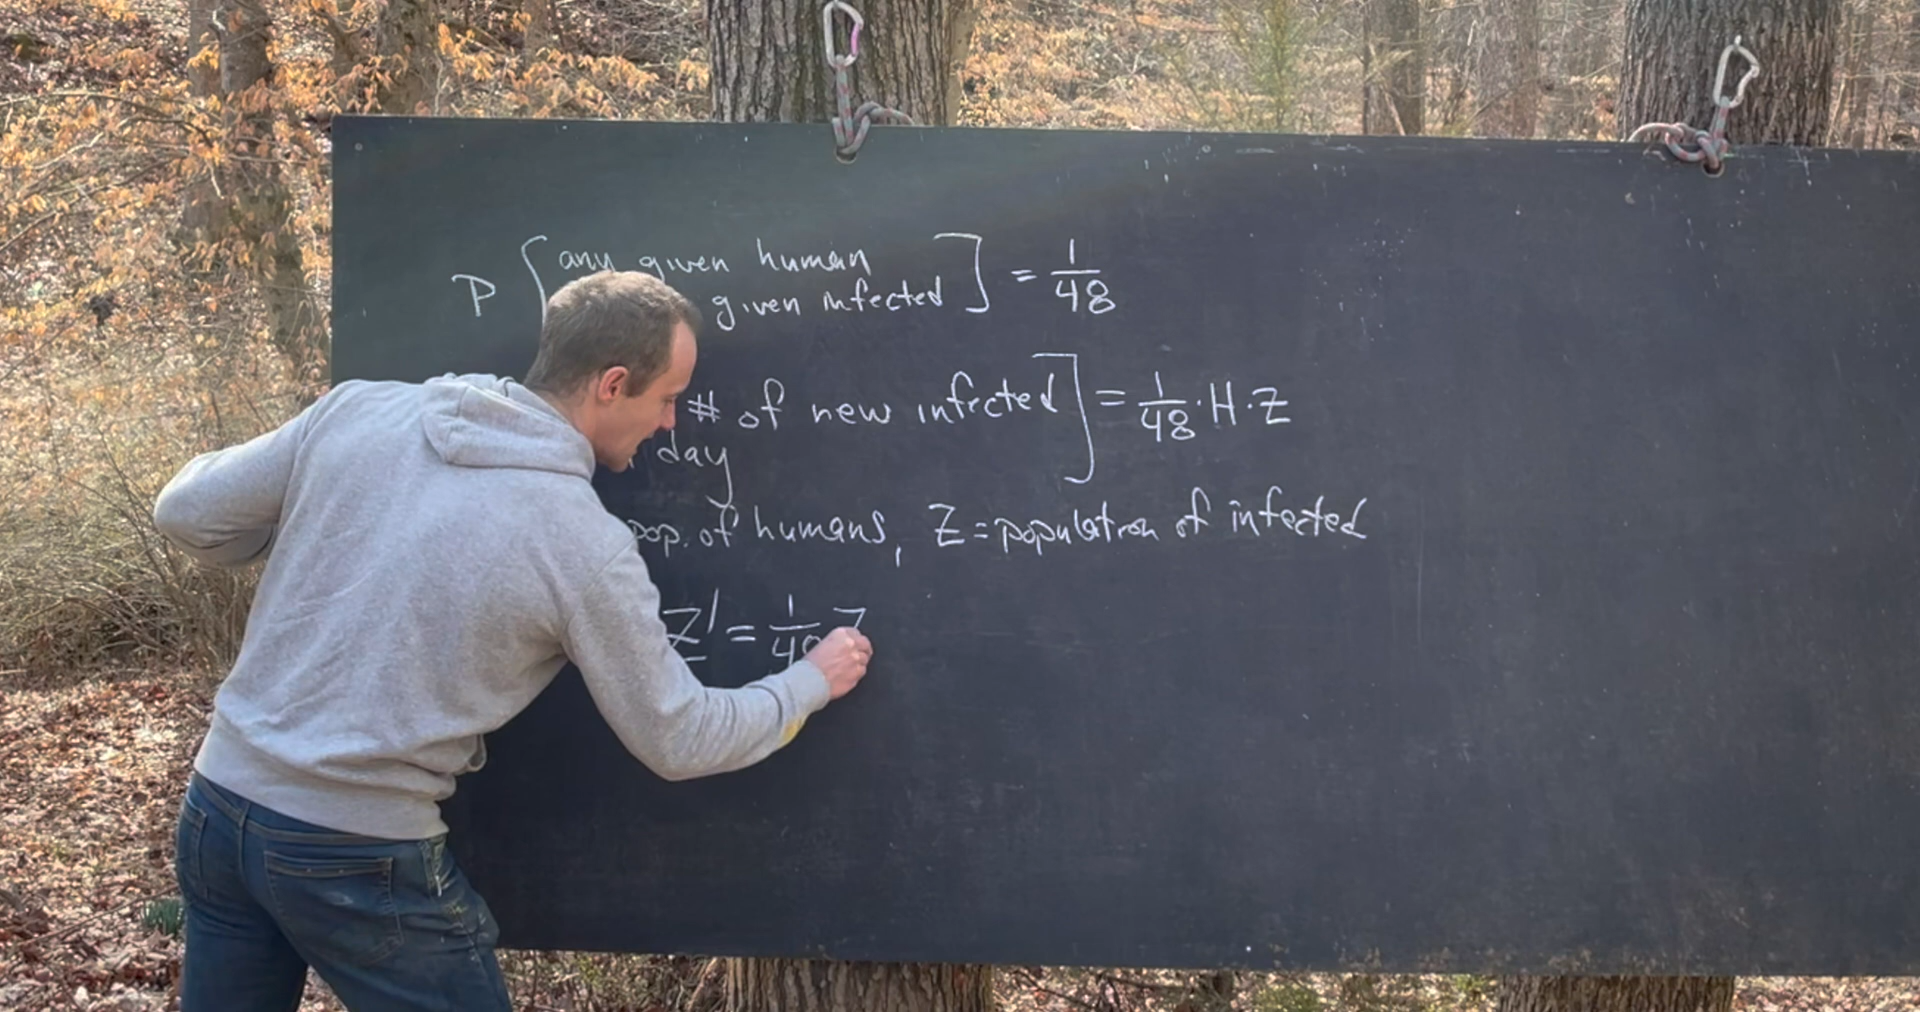 P [any given human
given infected] = 1/48
# of new infected] = 1/48 · H · Z
day
pop. of humans, Z = population of infected
Z' = 1/48 Z